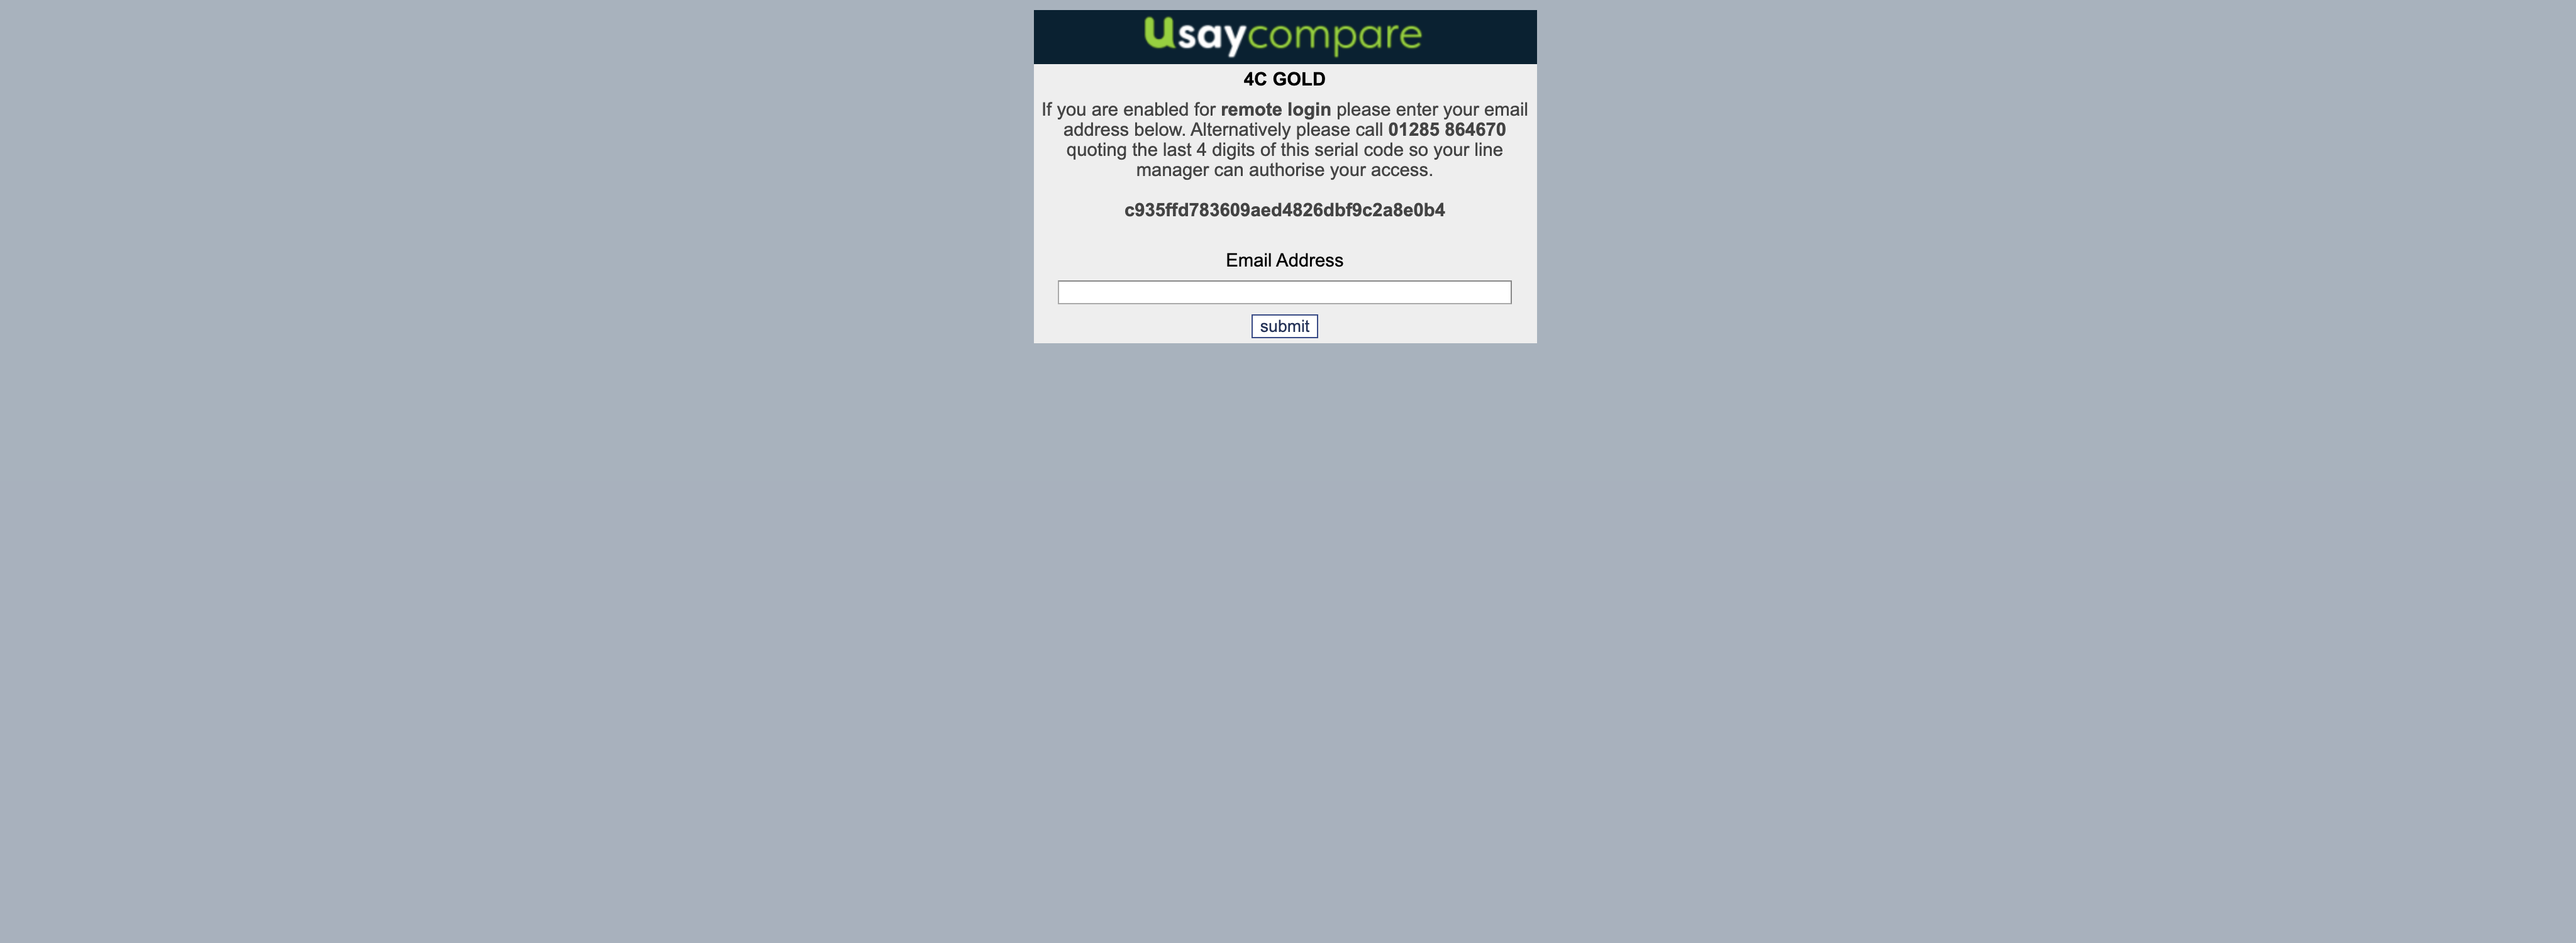 usaycompare
4C GOLD
If you are enabled for remote login please enter your email
address below. Alternatively please call 01285 864670
quoting the last 4 digits of this serial code so your line
manager can authorise your access.
c935ffd783609aed4826dbf9c2a8e0b4
Email Address
submit